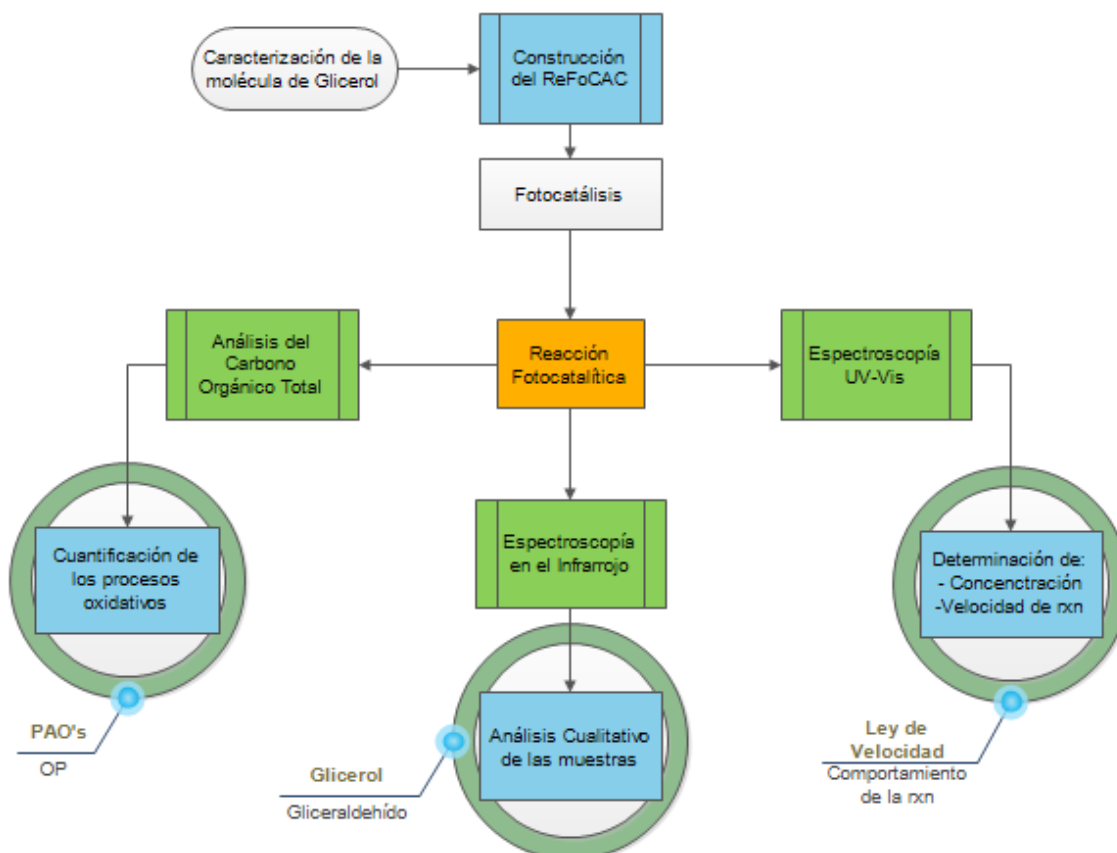 Caracterización de la
molécula de Glicerol
Construcción
del ReFoCAC
Fotocatálisis
Análisis del
Carbono
Orgánico Total
Reacción
Fotocatalítica
Espectroscopía
UV-Vis
Cuantificación de
los procesos
oxidativos
Espectroscopía
en el Infrarrojo
Determinación de:
- Concenctración
-Velocidad de rxn
Análisis Cualitativo
de las muestras
PAO's
OP
Glicerol
Gliceraldehído
Ley de
Velocidad
Comportamiento
de la rxn